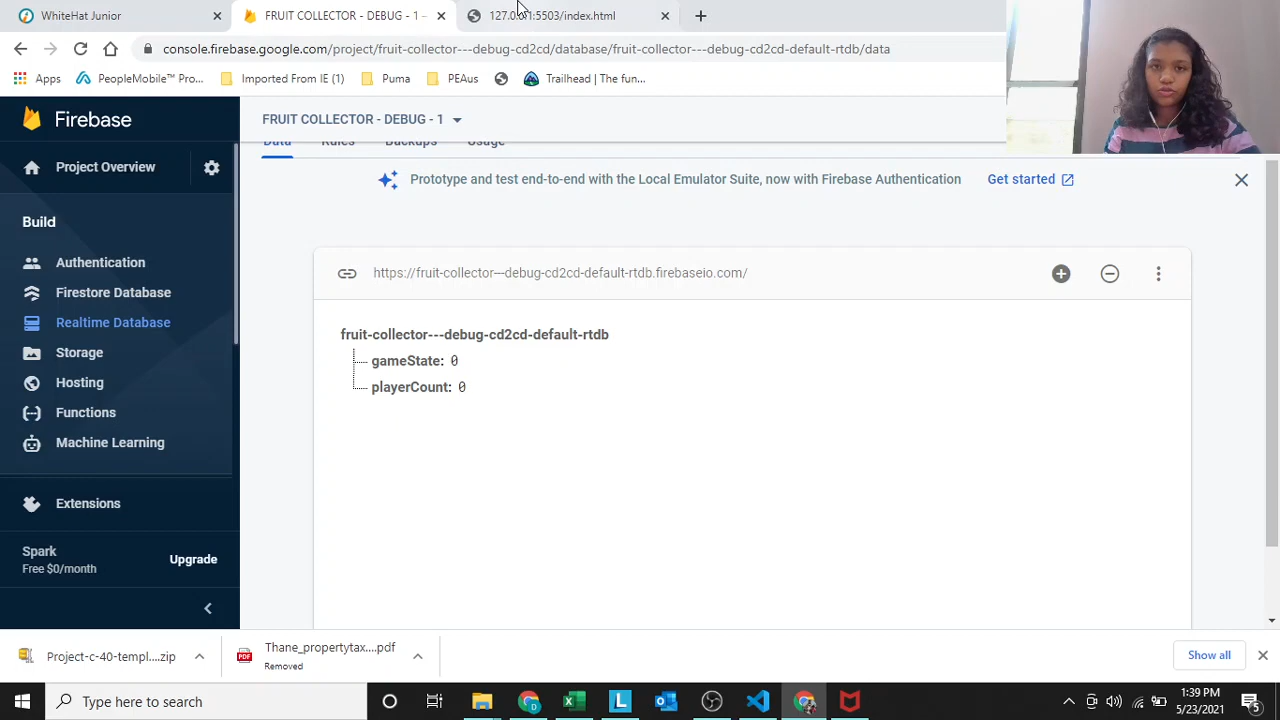 WhiteHat Junior
FRUIT COLLECTOR - DEBUG - 1 -
127.0.0.1:5503/index.html
console.firebase.google.com/project/fruit-collector---debug-cd2cd/database/fruit-collector---debug-cd2cd-default-rtdb/data
Apps
PeopleMobile™ Pro...
Imported From IE (1)
Puma
PEAus
Trailhead | The fun...
Firebase
FRUIT COLLECTOR - DEBUG - 1
Data
Rules
Backups
Usage
Project Overview
Prototype and test end-to-end with the Local Emulator Suite, now with Firebase Authentication
Get started
Build
Authentication
Firestore Database
Realtime Database
Storage
Hosting
Functions
Machine Learning
Extensions
Spark
Free $0/month
Upgrade
https://fruit-collector---debug-cd2cd-default-rtdb.firebaseio.com/
fruit-collector---debug-cd2cd-default-rtdb
gameState: 0
playerCount: 0
Project-c-40-templ....zip
Thane_propertytax....pdf
Removed
Show all
Type here to search
1:39 PM
5/23/2021
5